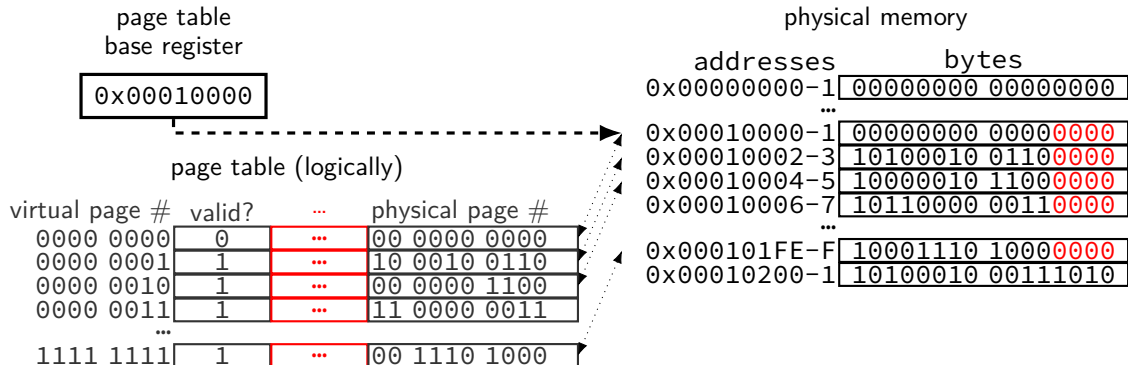 page table
base register
0x00010000
page table (logically)
virtual page # valid? ... physical page #
0000 0000 0 ... 00 0000 0000
0000 0001 1 ... 10 0010 0110
0000 0010 1 ... 00 0000 1100
0000 0011 1 ... 11 0000 0011
...
1111 1111 1 ... 00 1110 1000
physical memory
addresses bytes
0x00000000-1 00000000 00000000
...
0x00010000-1 00000000 00000000
0x00010002-3 10100010 01100000
0x00010004-5 10000010 11000000
0x00010006-7 10110000 00110000
...
0x000101FE-F 10001110 10000000
0x00010200-1 10100010 00111010